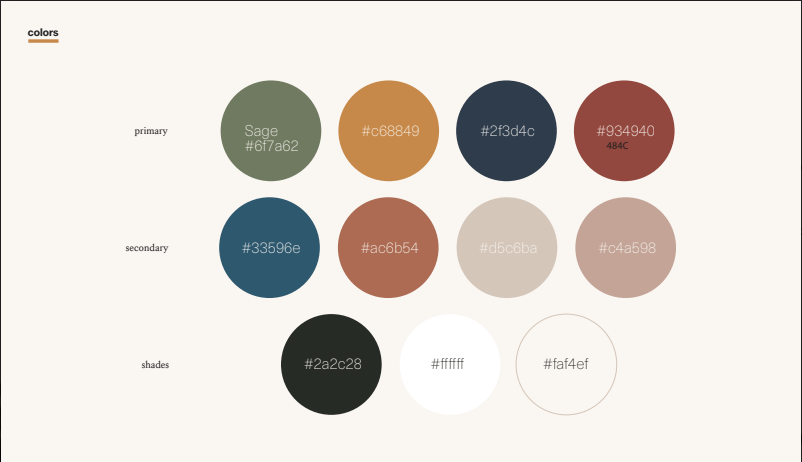 colors
primary
Sage
#6f7a62
#c68849
#2f3d4c
#934940
484C
secondary
#33596e
#ac6b54
#d5c6ba
#c4a598
shades
#2a2c28
#ffffff
#faf4ef